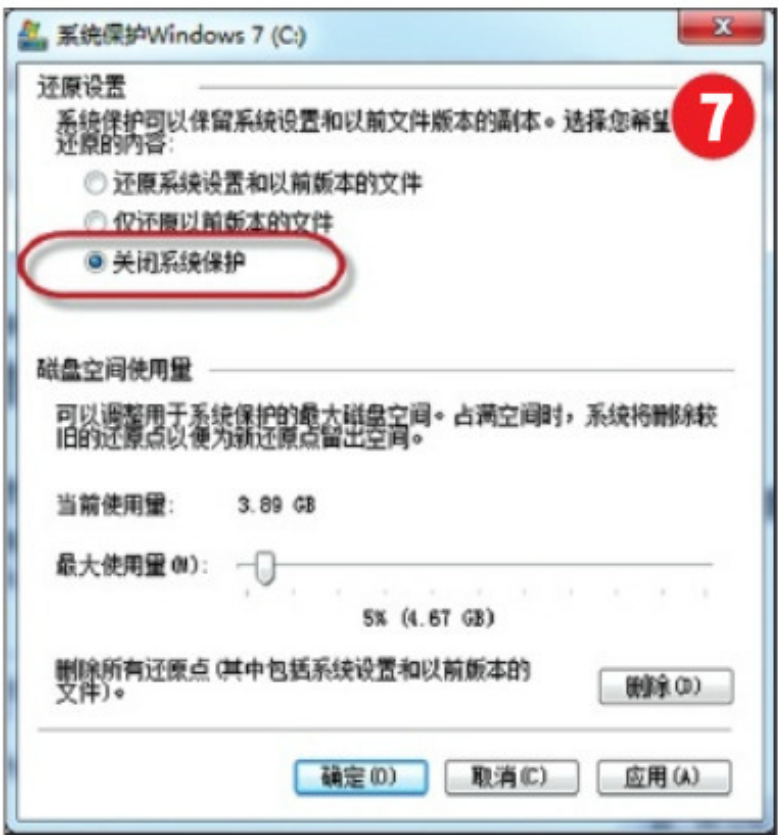 系统保护Windows 7 (C:)
还原设置
7
系统保护可以保留系统设置和以前文件版本的副本。选择您希望
还原的内容:
还原系统设置和以前版本的文件
仅还原以前版本的文件
关闭系统保护
磁盘空间使用量
可以调整用于系统保护的最大磁盘空间。占满空间时，系统将删除较
旧的还原点以便为新还原点留出空间。
当前使用量: 3.89 GB
最大使用量(M):
5% (4.67 GB)
删除所有还原点(其中包括系统设置和以前版本的
文件)。
删除(D)
确定(O) 取消(C) 应用(A)